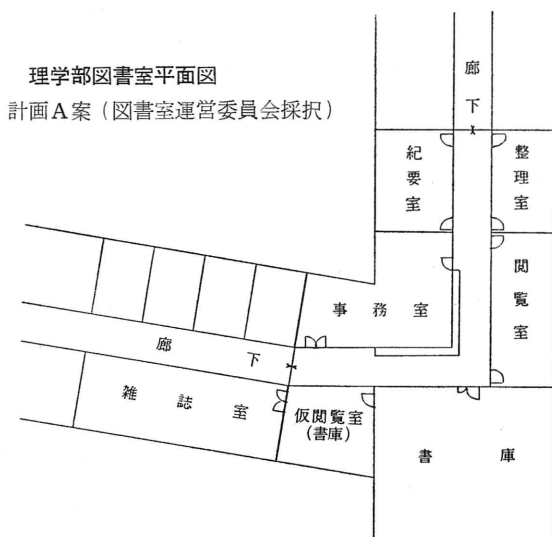 理学部図書室平面図
計画A案（図書室運営委員会採択）
廊下
紀要室
整理室
閲覧室
事務室
廊下
雑誌室
仮閲覧室
(書庫)
書庫